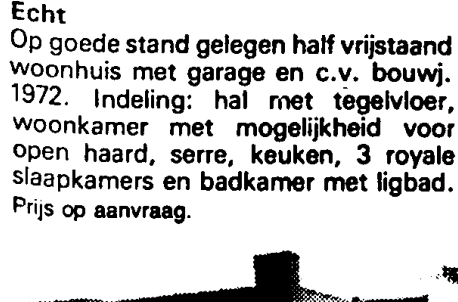 Echt
Op goede stand gelegen half vrijstaand
woonhuis met garage en c.v. bouwj.
1972. Indeling: hal met tegelvloer,
woonkamer met mogelijkheid voor
open haard, serre, keuken, 3 royale
slaapkamers en badkamer met ligbad.
Prijs op aanvraag.